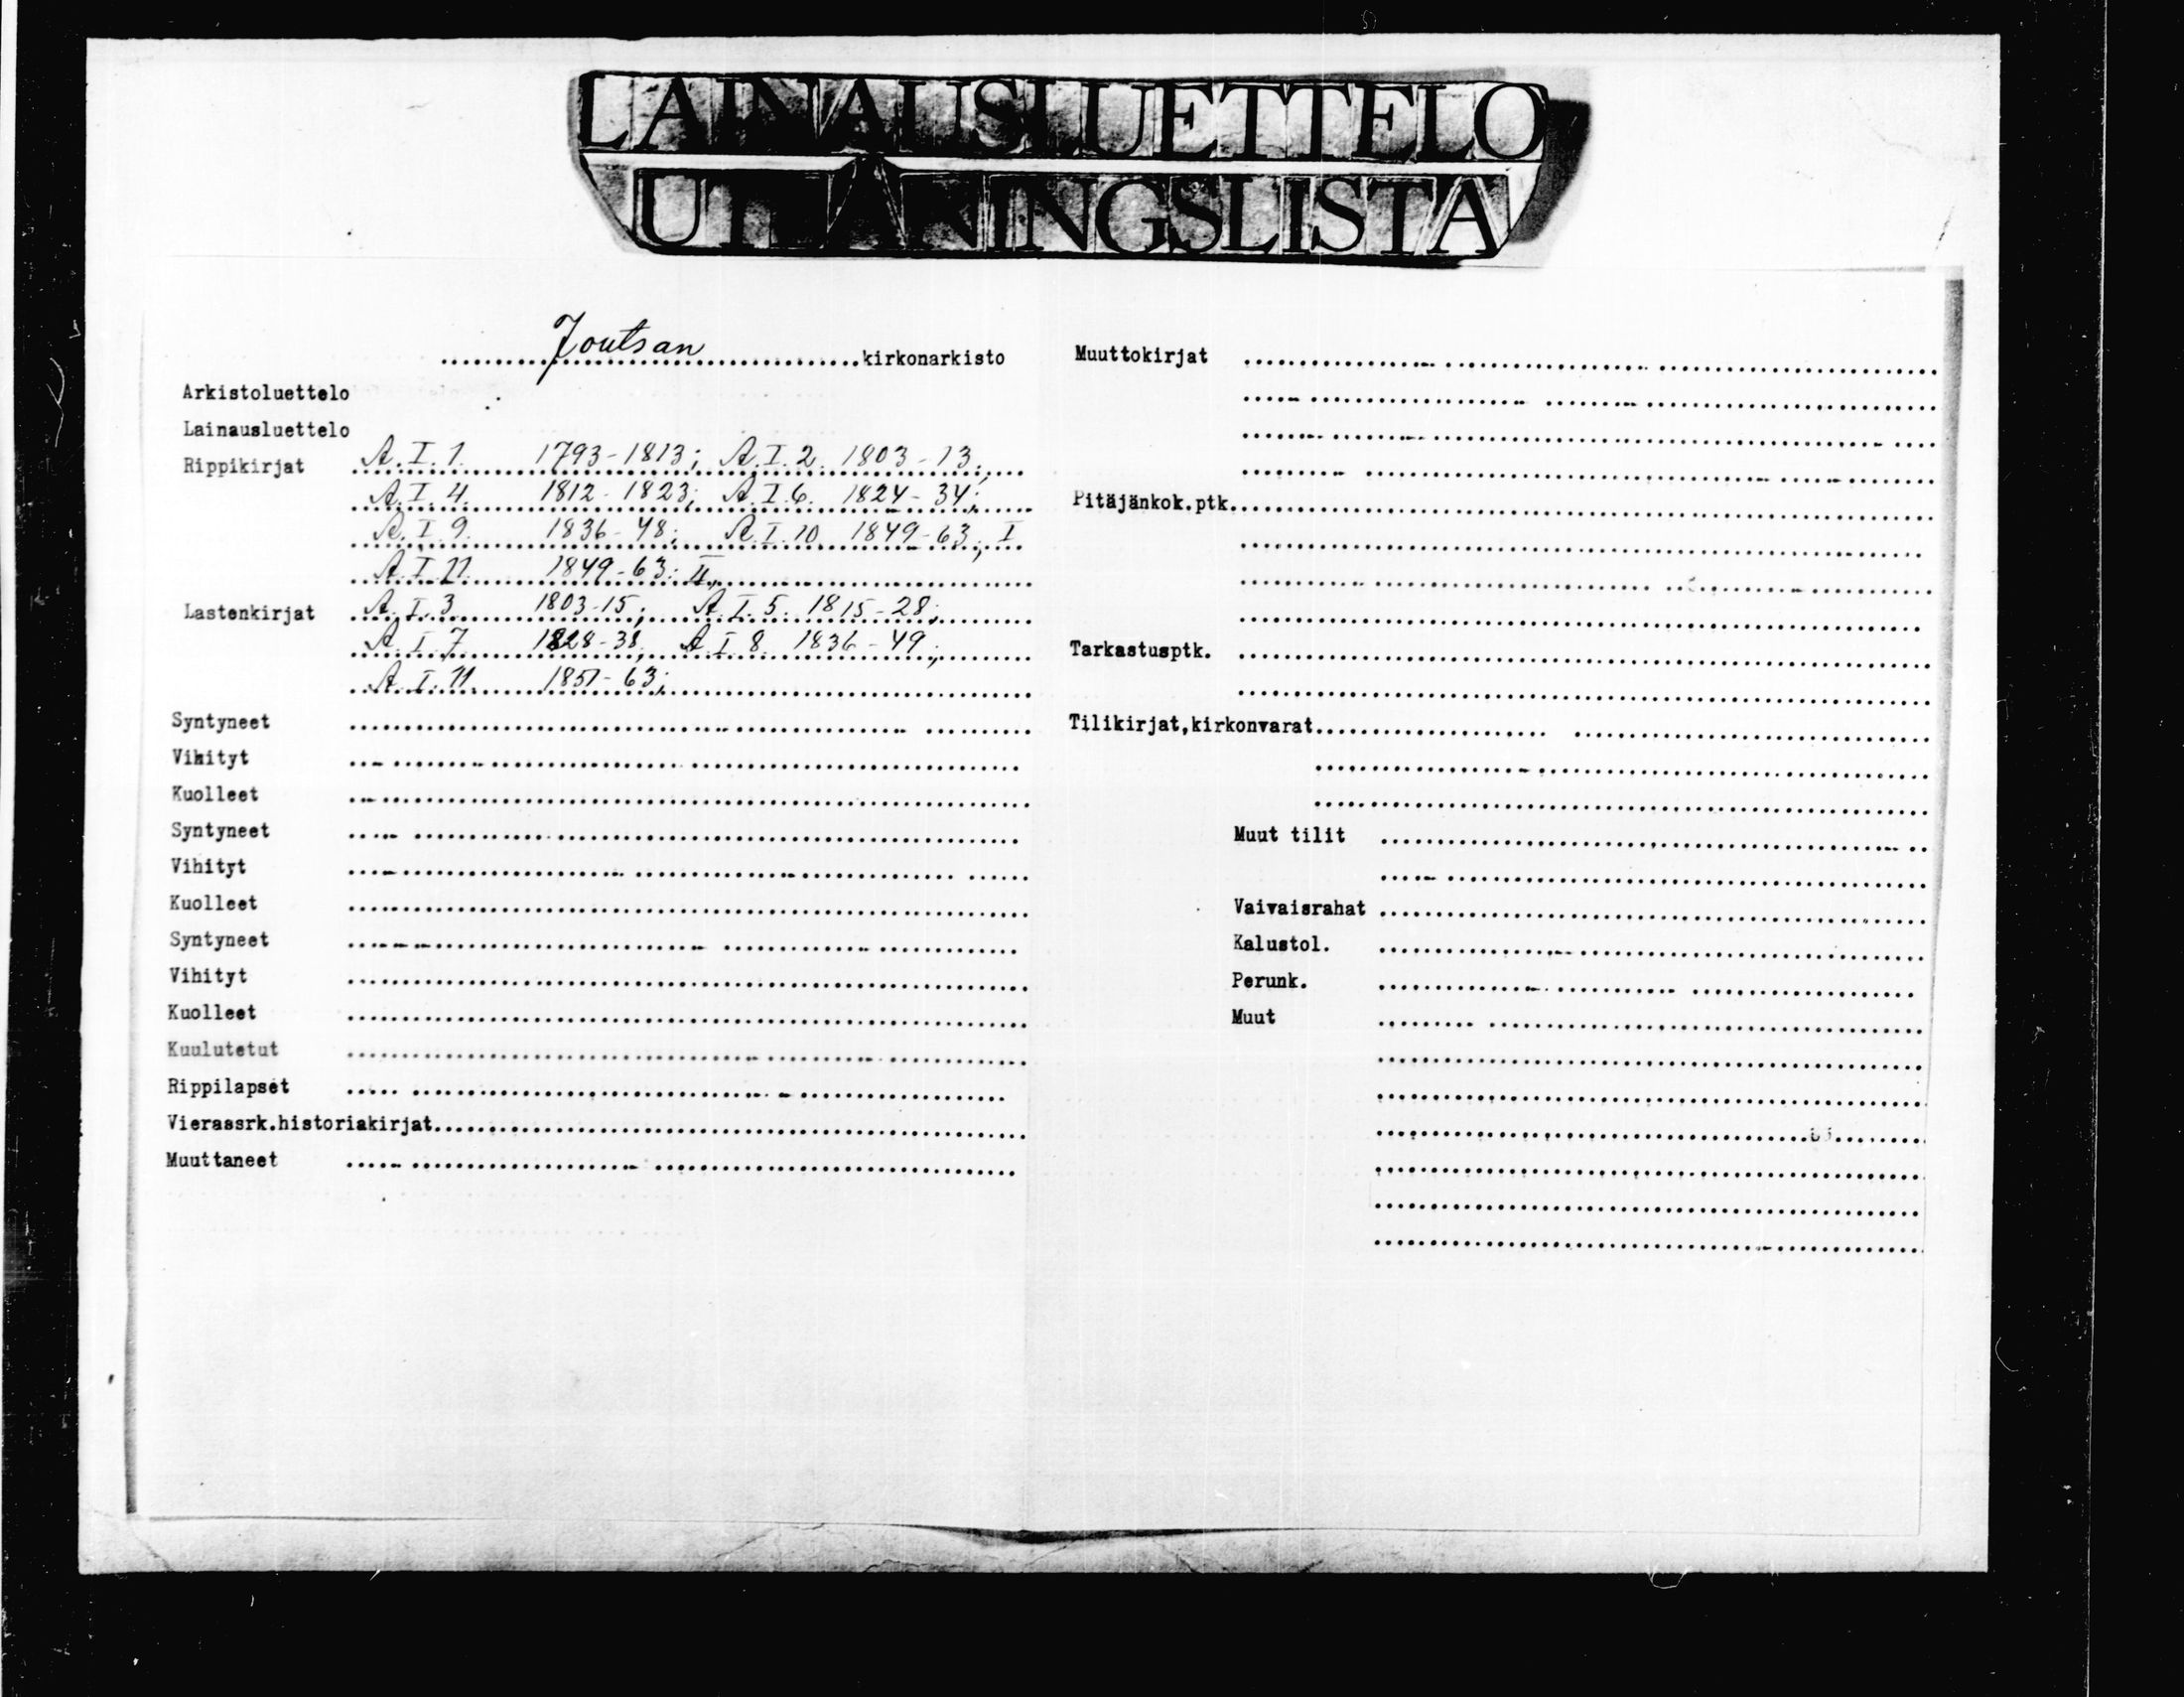 LAINAUSLUETTELO
UTLÅNINGSLISTA
Joutsan kirkonarkisto
Arkistoluettelo
Lainausluettelo
Rippikirjat A.I.1. 1793-1813; A.I.2. 1803-13;
A.I.4. 1812-1823; A.I.6. 1824-34;
A.I.9. 1836-48; A.I.10 1849-63; I
A.I.11. 1849-63: II,
Lastenkirjat A.I.3 1803-15; A.I.5. 1815-28;
A.I.7 1828-38; A I 8. 1836-49;
A.I.11. 1851-63;
Syntyneet
Vihityt
Kuolleet
Syntyneet
Vihityt
Kuolleet
Syntyneet
Vihityt
Kuolleet
Kuulutetut
Rippilapset
Vierassrk.historiakirjat
Muuttaneet
Muuttokirjat
Pitäjänkok.ptk.
Tarkastusptk.
Tilikirjat,kirkonvarat
Muut tilit
Vaivaisrahat
Kalustol.
Perunk.
Muut